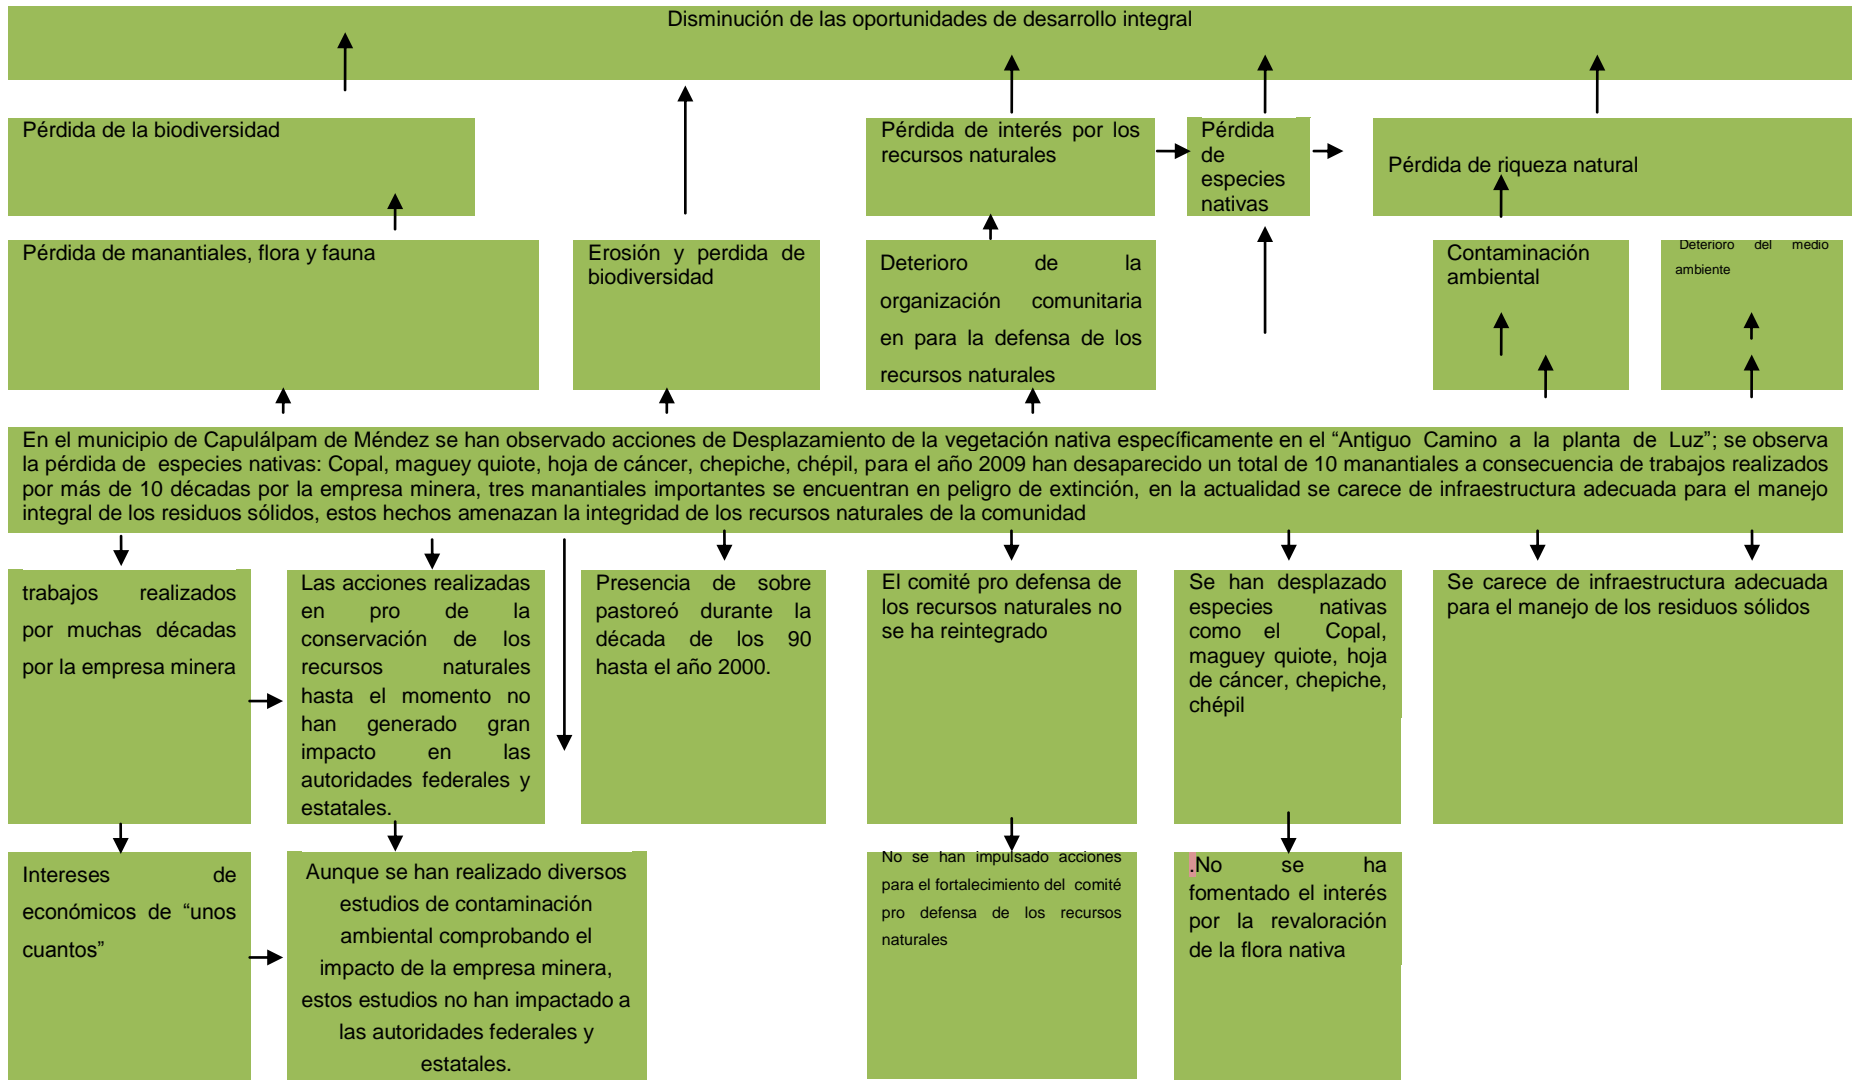 Disminución de las oportunidades de desarrollo integral
Pérdida de la biodiversidad
Pérdida de interés por los
recursos naturales
Pérdida
de
especies
nativas
Pérdida de riqueza natural
Pérdida de manantiales, flora y fauna
Erosión y perdida de
biodiversidad
Deterioro de la
organización comunitaria
en para la defensa de los
recursos naturales
Contaminación
ambiental
Deterioro del medio
ambiente
En el municipio de Capulálpam de Méndez se han observado acciones de Desplazamiento de la vegetación nativa específicamente en el “Antiguo Camino a la planta de Luz”; se observa
la pérdida de especies nativas: Copal, maguey quiote, hoja de cáncer, chepiche, chépil, para el año 2009 han desaparecido un total de 10 manantiales a consecuencia de trabajos realizados
por más de 10 décadas por la empresa minera, tres manantiales importantes se encuentran en peligro de extinción, en la actualidad se carece de infraestructura adecuada para el manejo
integral de los residuos sólidos, estos hechos amenazan la integridad de los recursos naturales de la comunidad
trabajos realizados
por muchas décadas
por la empresa minera
Las acciones realizadas
en pro de la
conservación de los
recursos naturales
hasta el momento no
han generado gran
impacto en las
autoridades federales y
estatales.
Presencia de sobre
pastoreó durante la
década de los 90
hasta el año 2000.
El comité pro defensa de
los recursos naturales no
se ha reintegrado
Se han desplazado
especies nativas
como el Copal,
maguey quiote, hoja
de cáncer, chepiche,
chépil
Se carece de infraestructura adecuada
para el manejo de los residuos sólidos
Intereses de
económicos de “unos
cuantos”
Aunque se han realizado diversos
estudios de contaminación
ambiental comprobando el
impacto de la empresa minera,
estos estudios no han impactado a
las autoridades federales y
estatales.
No se han impulsado acciones
para el fortalecimiento del comité
pro defensa de los recursos
naturales
.No se ha
fomentado el interés
por la revaloración
de la flora nativa